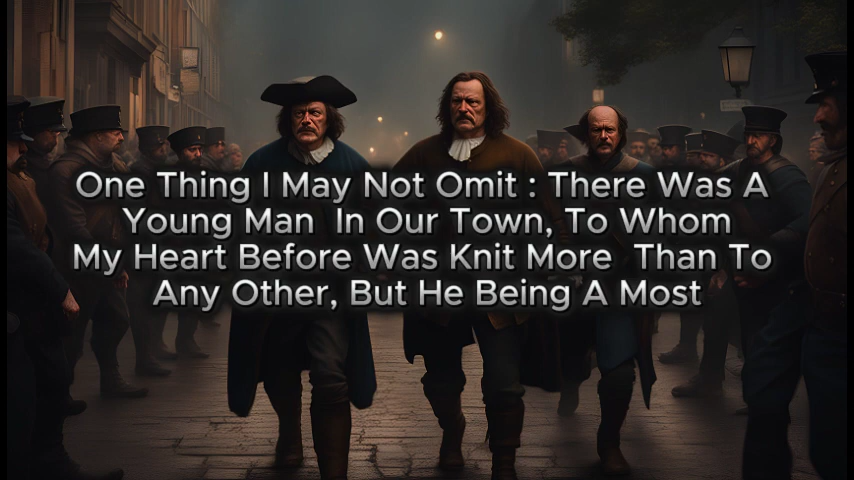 One Thing I May Not Omit : There Was A
Young Man In Our Town, To Whom
My Heart Before Was Knit More Than To
Any Other, But He Being A Most